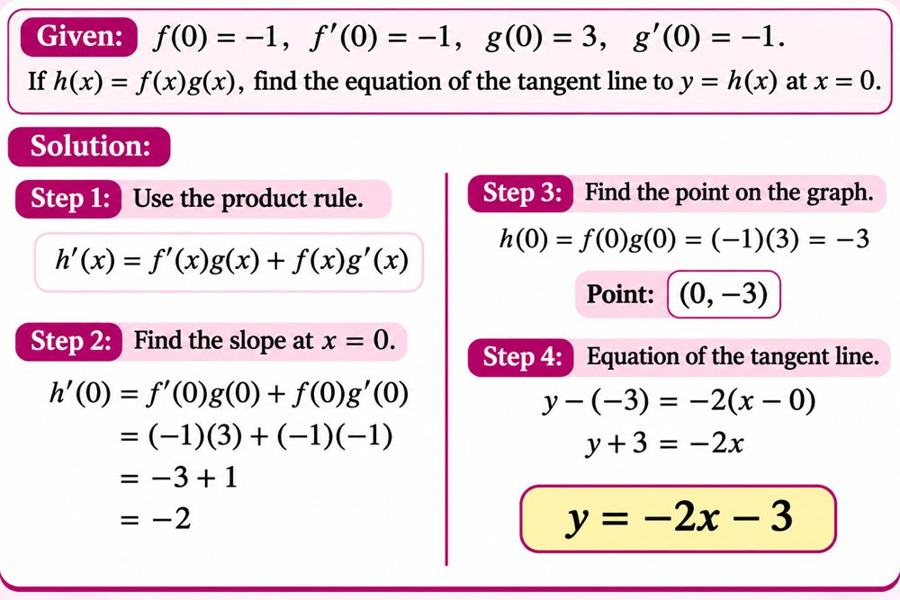 Given: f(0) = −1, f′(0) = −1, g(0) = 3, g′(0) = −1.
If h(x) = f(x)g(x), find the equation of the tangent line to y = h(x) at x = 0.
Solution:
Step 1: Use the product rule.
h′(x) = f′(x)g(x) + f(x)g′(x)
Step 2: Find the slope at x = 0.
h′(0) = f′(0)g(0) + f(0)g′(0)
= (−1)(3) + (−1)(−1)
= −3 + 1
= −2
Step 3: Find the point on the graph.
h(0) = f(0)g(0) = (−1)(3) = −3
Point: (0, −3)
Step 4: Equation of the tangent line.
y − (−3) = −2(x − 0)
y + 3 = −2x
y = −2x − 3